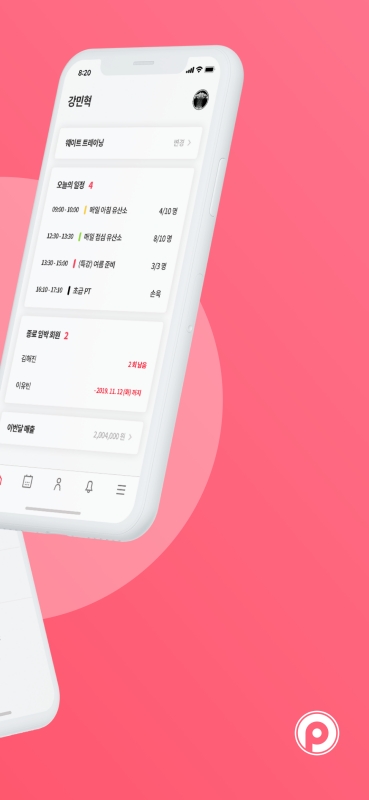 8:20
강민혁
웨이트 트레이닝 변경
오늘의 일정 4
09:00 - 10:00 매일 아침 유산소 4/10 명
12:30 - 13:30 매일 점심 유산소 8/10 명
13:30 - 15:00 [특강] 여름 준비 3/3 명
16:10 - 17:10 초급 PT 손욱
종료 임박 회원 2
김해진 2회 남음
이유빈 ~2019. 11. 12(화) 까지
이번달 매출 2,004,000 원